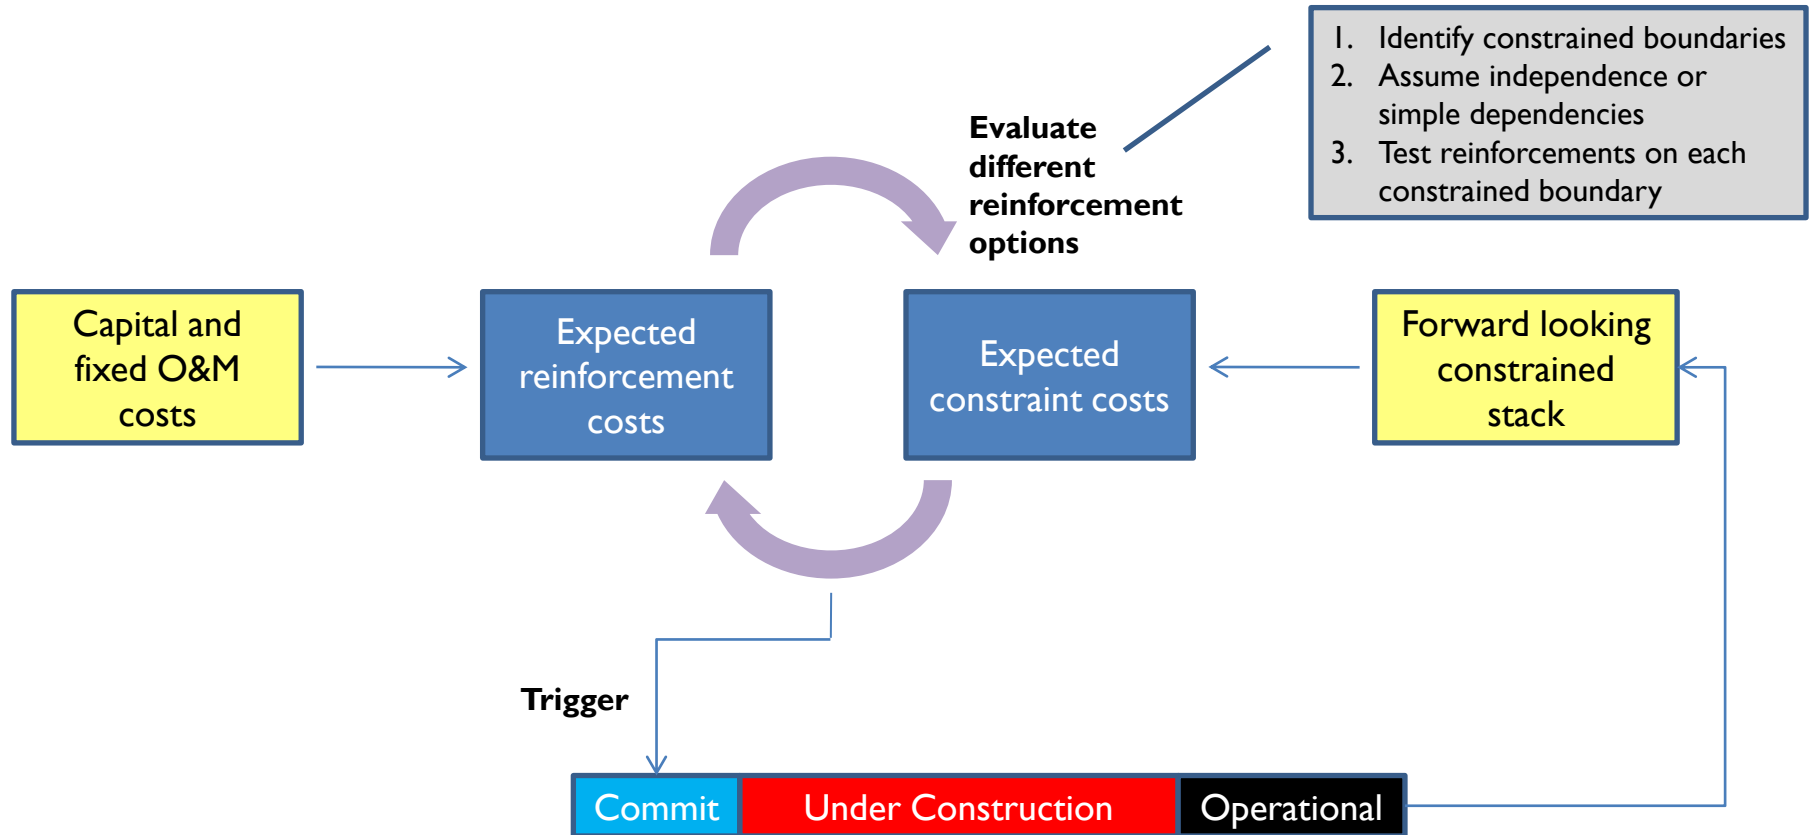 1. Identify constrained boundaries
2. Assume independence or
simple dependencies
3. Test reinforcements on each
constrained boundary
Evaluate
different
reinforcement
options
Capital and
fixed O&M
costs
Expected
reinforcement
costs
Expected
constraint costs
Forward looking
constrained
stack
Trigger
Commit
Under Construction
Operational